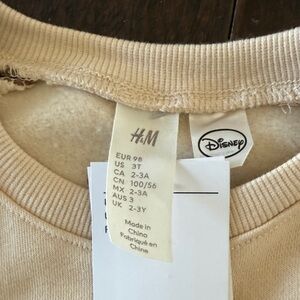 H&M
Disney
EUR 98
US 3T
CA 2-3A
CN 100/56
MX 2-3A
AUS 3
UK 2-3Y
Made in
China
Fabriqué en
Chine